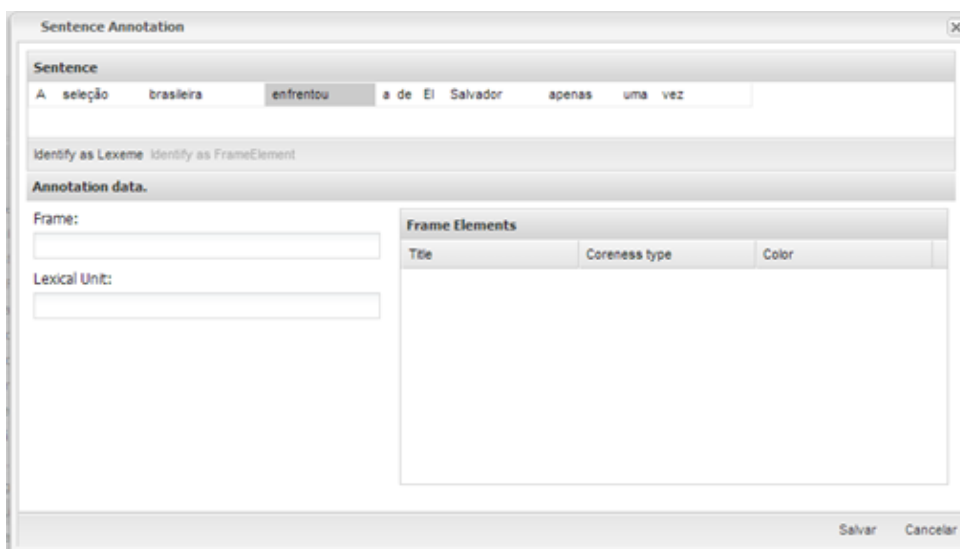 Sentence Annotation
Sentence
A seleção brasileira enfrentou a de El Salvador apenas uma vez
Identify as Lexeme Identify as FrameElement
Annotation data.
Frame:
Frame Elements
Title Coreness type Color
Lexical Unit:
Salvar Cancelar